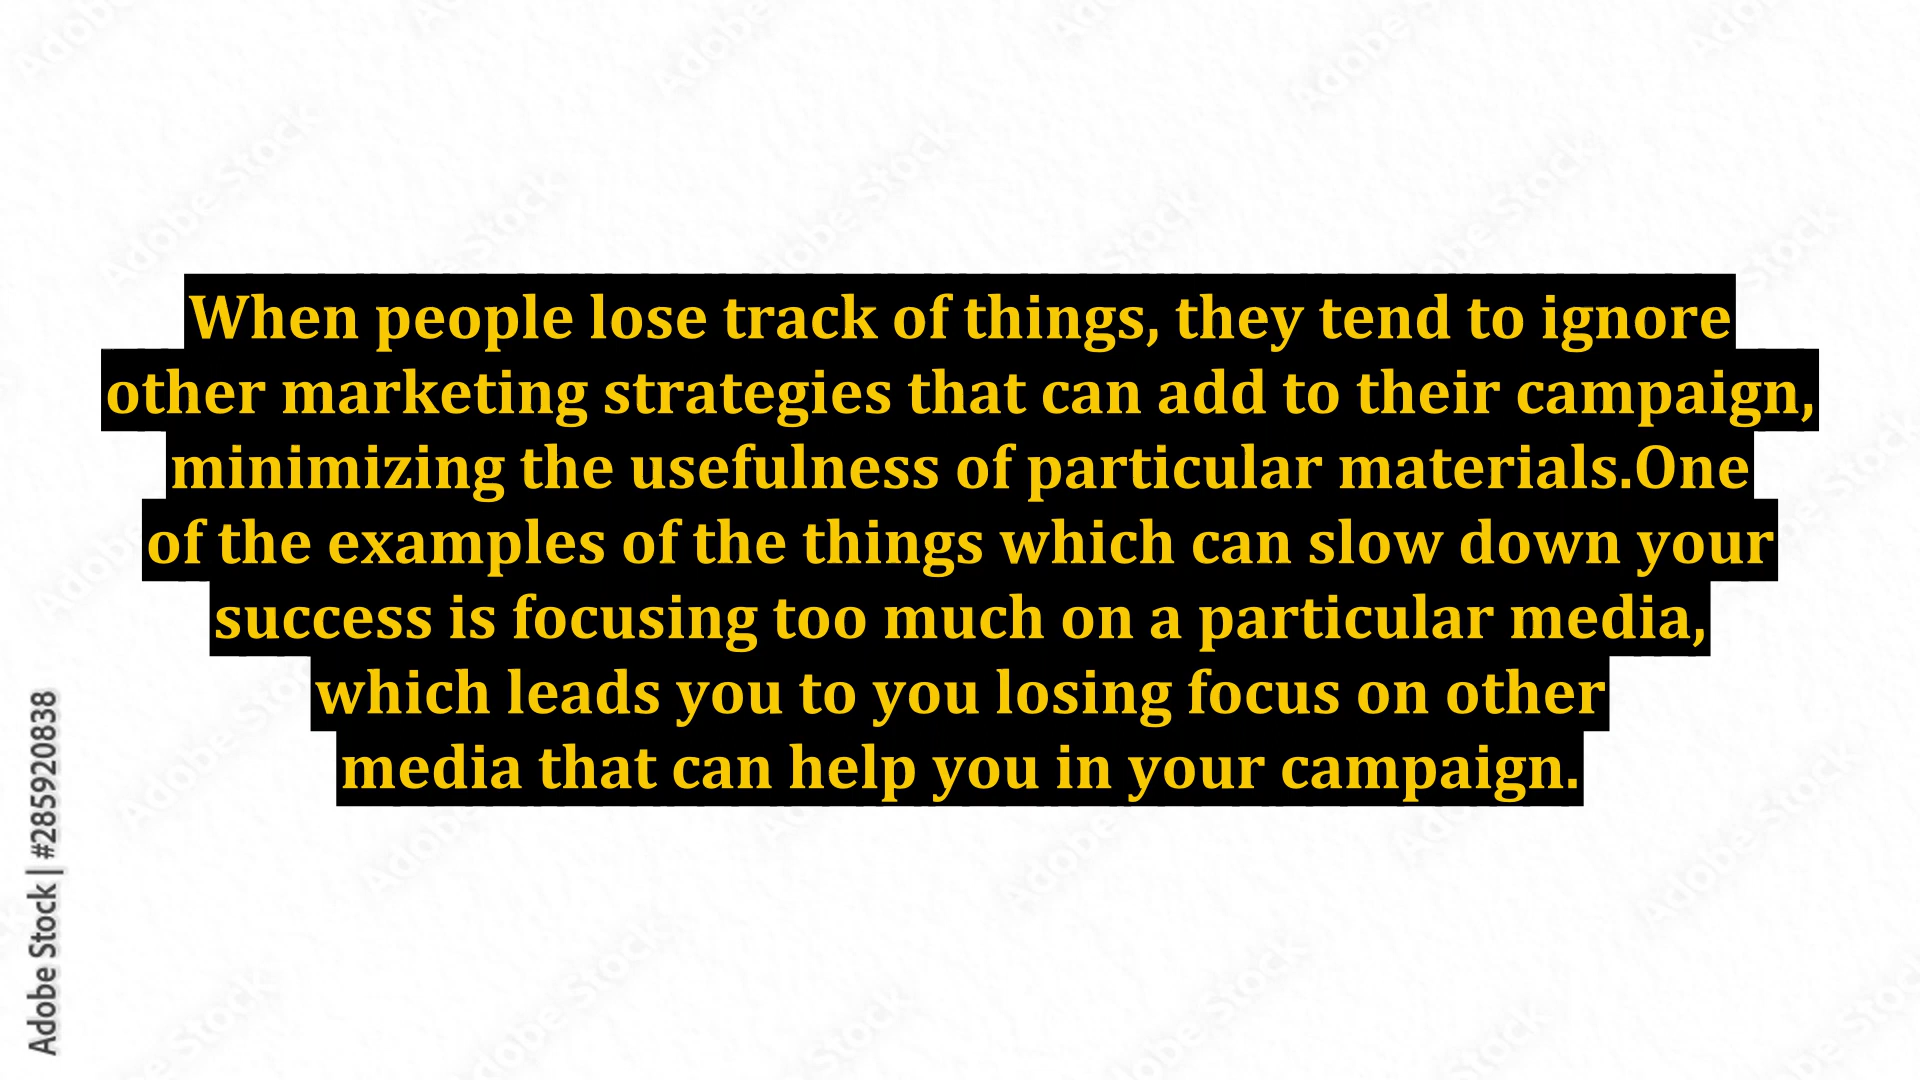 When people lose track of things, they tend to ignore
other marketing strategies that can add to their campaign,
minimizing the usefulness of particular materials.One
of the examples of the things which can slow down your
success is focusing too much on a particular media,
which leads you to you losing focus on other
media that can help you in your campaign.
Adobe Stock | #285920838